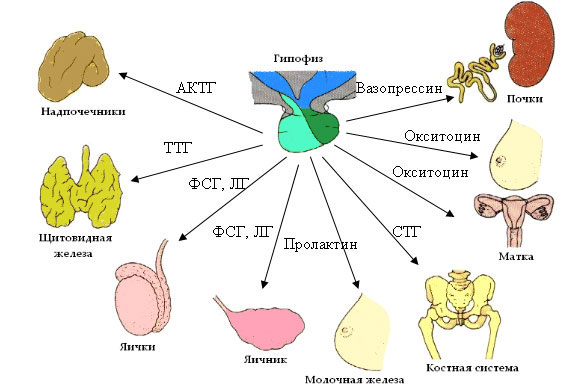 Гипофиз
АКТГ
Вазопрессин
Надпочечники
Почки
ТТГ
Окситоцин
ФСГ, ЛГ
Окситоцин
Щитовидная
железа
ФСГ, ЛГ
Пролактин
СТГ
Матка
Яички
Яичник
Молочная железа
Костная система